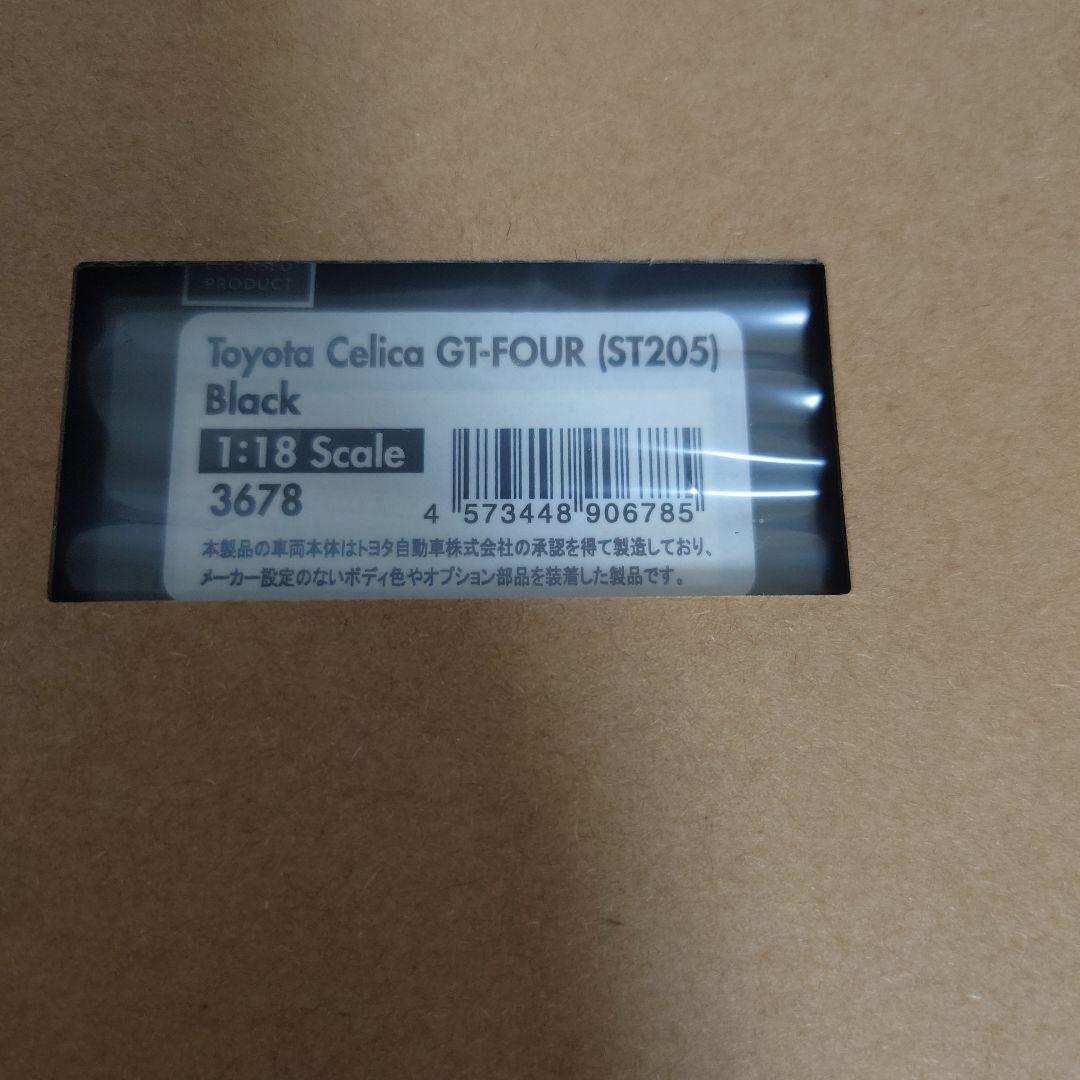 LICENSED
PRODUCT
Toyota Celica GT-FOUR (ST205)
Black
1:18 Scale
3678
4 573448 906785
本製品の車両本体はトヨタ自動車株式会社の承認を得て製造しており、
メーカー設定のないボディ色やオプション部品を装着した製品です。